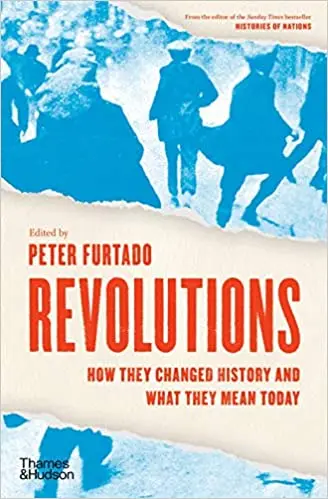 From the editor of the Sunday Times bestseller
HISTORIES OF NATIONS
Edited by
PETER FURTADO
REVOLUTIONS
HOW THEY CHANGED HISTORY AND
WHAT THEY MEAN TODAY
Thames
&Hudson